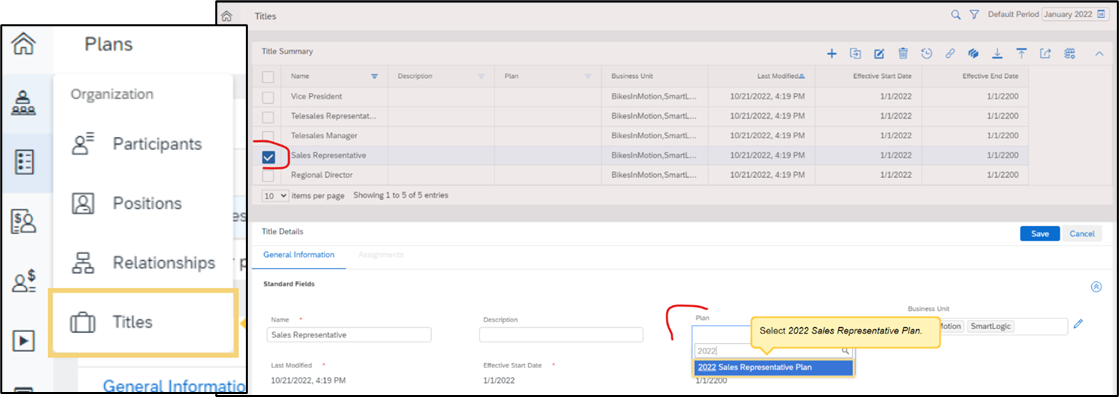 Plans
Organization
Participants
Positions
Relationships
Titles
General Informatio
Titles
Default Period January 2022
Title Summary
Name Description Plan Business Unit Last Modified Effective Start Date Effective End Date
Vice President BikesInMotion,SmartL... 10/21/2022, 4:19 PM 1/1/2022 1/1/2200
Telesales Representat... BikesInMotion,SmartL... 10/21/2022, 4:19 PM 1/1/2022 1/1/2200
Telesales Manager BikesInMotion,SmartL... 10/21/2022, 4:19 PM 1/1/2022 1/1/2200
Sales Representative BikesInMotion,SmartL... 10/21/2022, 4:19 PM 1/1/2022 1/1/2200
Regional Director BikesInMotion,SmartL... 10/21/2022, 4:19 PM 1/1/2022 1/1/2200
10 items per page Showing 1 to 5 of 5 entries
Title Details Save Cancel
General Information Assignments
Standard Fields
Name * Description Plan Business Unit
Sales Representative Motion SmartLogic
Select 2022 Sales Representative Plan.
2022
2022 Sales Representative Plan
Last Modified * Effective Start Date *
10/21/2022, 4:19 PM 1/1/2022 1/1/2200